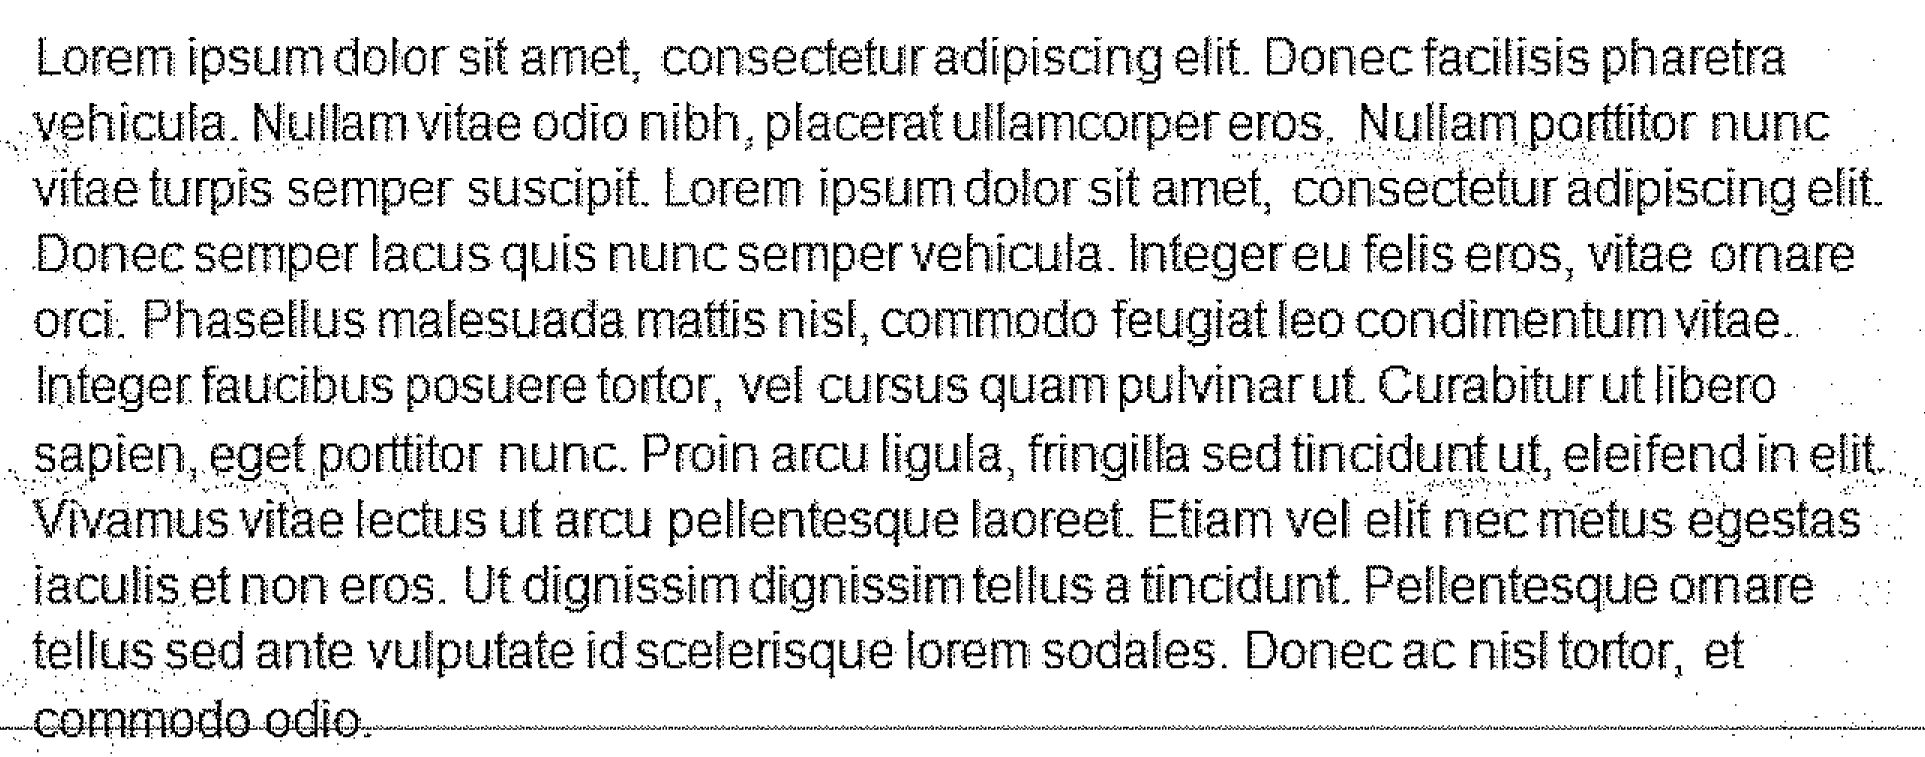 Lorem ipsum dolor sit amet, consectetur adipiscing elit. Donec facilisis pharetra
vehicula. Nullam vitae odio nibh, placerat ullamcorper eros. Nullam porttitor nunc
vitae turpis semper suscipit. Lorem ipsum dolor sit amet, consectetur adipiscing elit.
Donec semper lacus quis nunc semper vehicula. Integer eu felis eros, vitae ornare
orci. Phasellus malesuada mattis nisl, commodo feugiat leo condimentum vitae.
Integer faucibus posuere tortor, vel cursus quam pulvinar ut. Curabitur ut libero
sapien, eget porttitor nunc. Proin arcu ligula, fringilla sed tincidunt ut, eleifend in elit.
Vivamus vitae lectus ut arcu pellentesque laoreet. Etiam vel elit nec metus egestas
iaculis et non eros. Ut dignissim dignissim tellus a tincidunt. Pellentesque ornare
tellus sed ante vulputate id scelerisque lorem sodales. Donec ac nisl tortor, et
commodo odio.